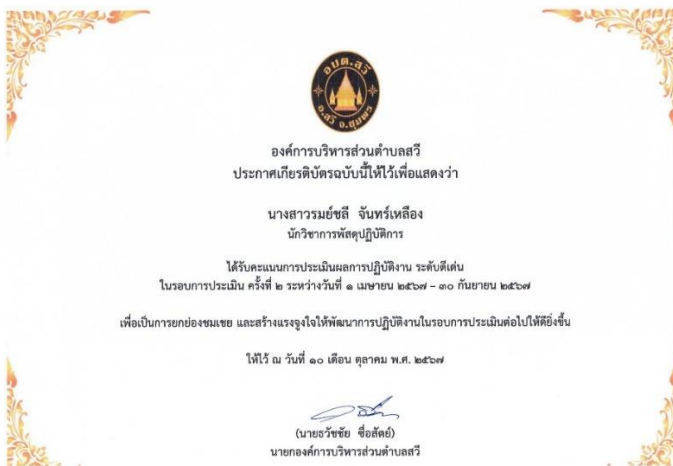 อบต.สวี
อ.สวี จ.ชุมพร
องค์การบริหารส่วนตำบลสวี
ประกาศเกียรติบัตรฉบับนี้ให้ไว้เพื่อแสดงว่า
นางสาวรมย์ชลี จันทร์เหลือง
นักวิชาการพัสดุปฏิบัติการ
ได้รับคะแนนการประเมินผลการปฏิบัติงาน ระดับดีเด่น
ในรอบการประเมิน ครั้งที่ ๒ ระหว่างวันที่ ๑ เมษายน ๒๕๖๗ – ๓๐ กันยายน ๒๕๖๗
เพื่อเป็นการยกย่องชมเชย และสร้างแรงจูงใจให้พัฒนาการปฏิบัติงานในรอบการประเมินต่อไปให้ดียิ่งขึ้น
ให้ไว้ ณ วันที่ ๑๐ เดือน ตุลาคม พ.ศ. ๒๕๖๗
(นายธวัชชัย ซื่อสัตย์)
นายกองค์การบริหารส่วนตำบลสวี